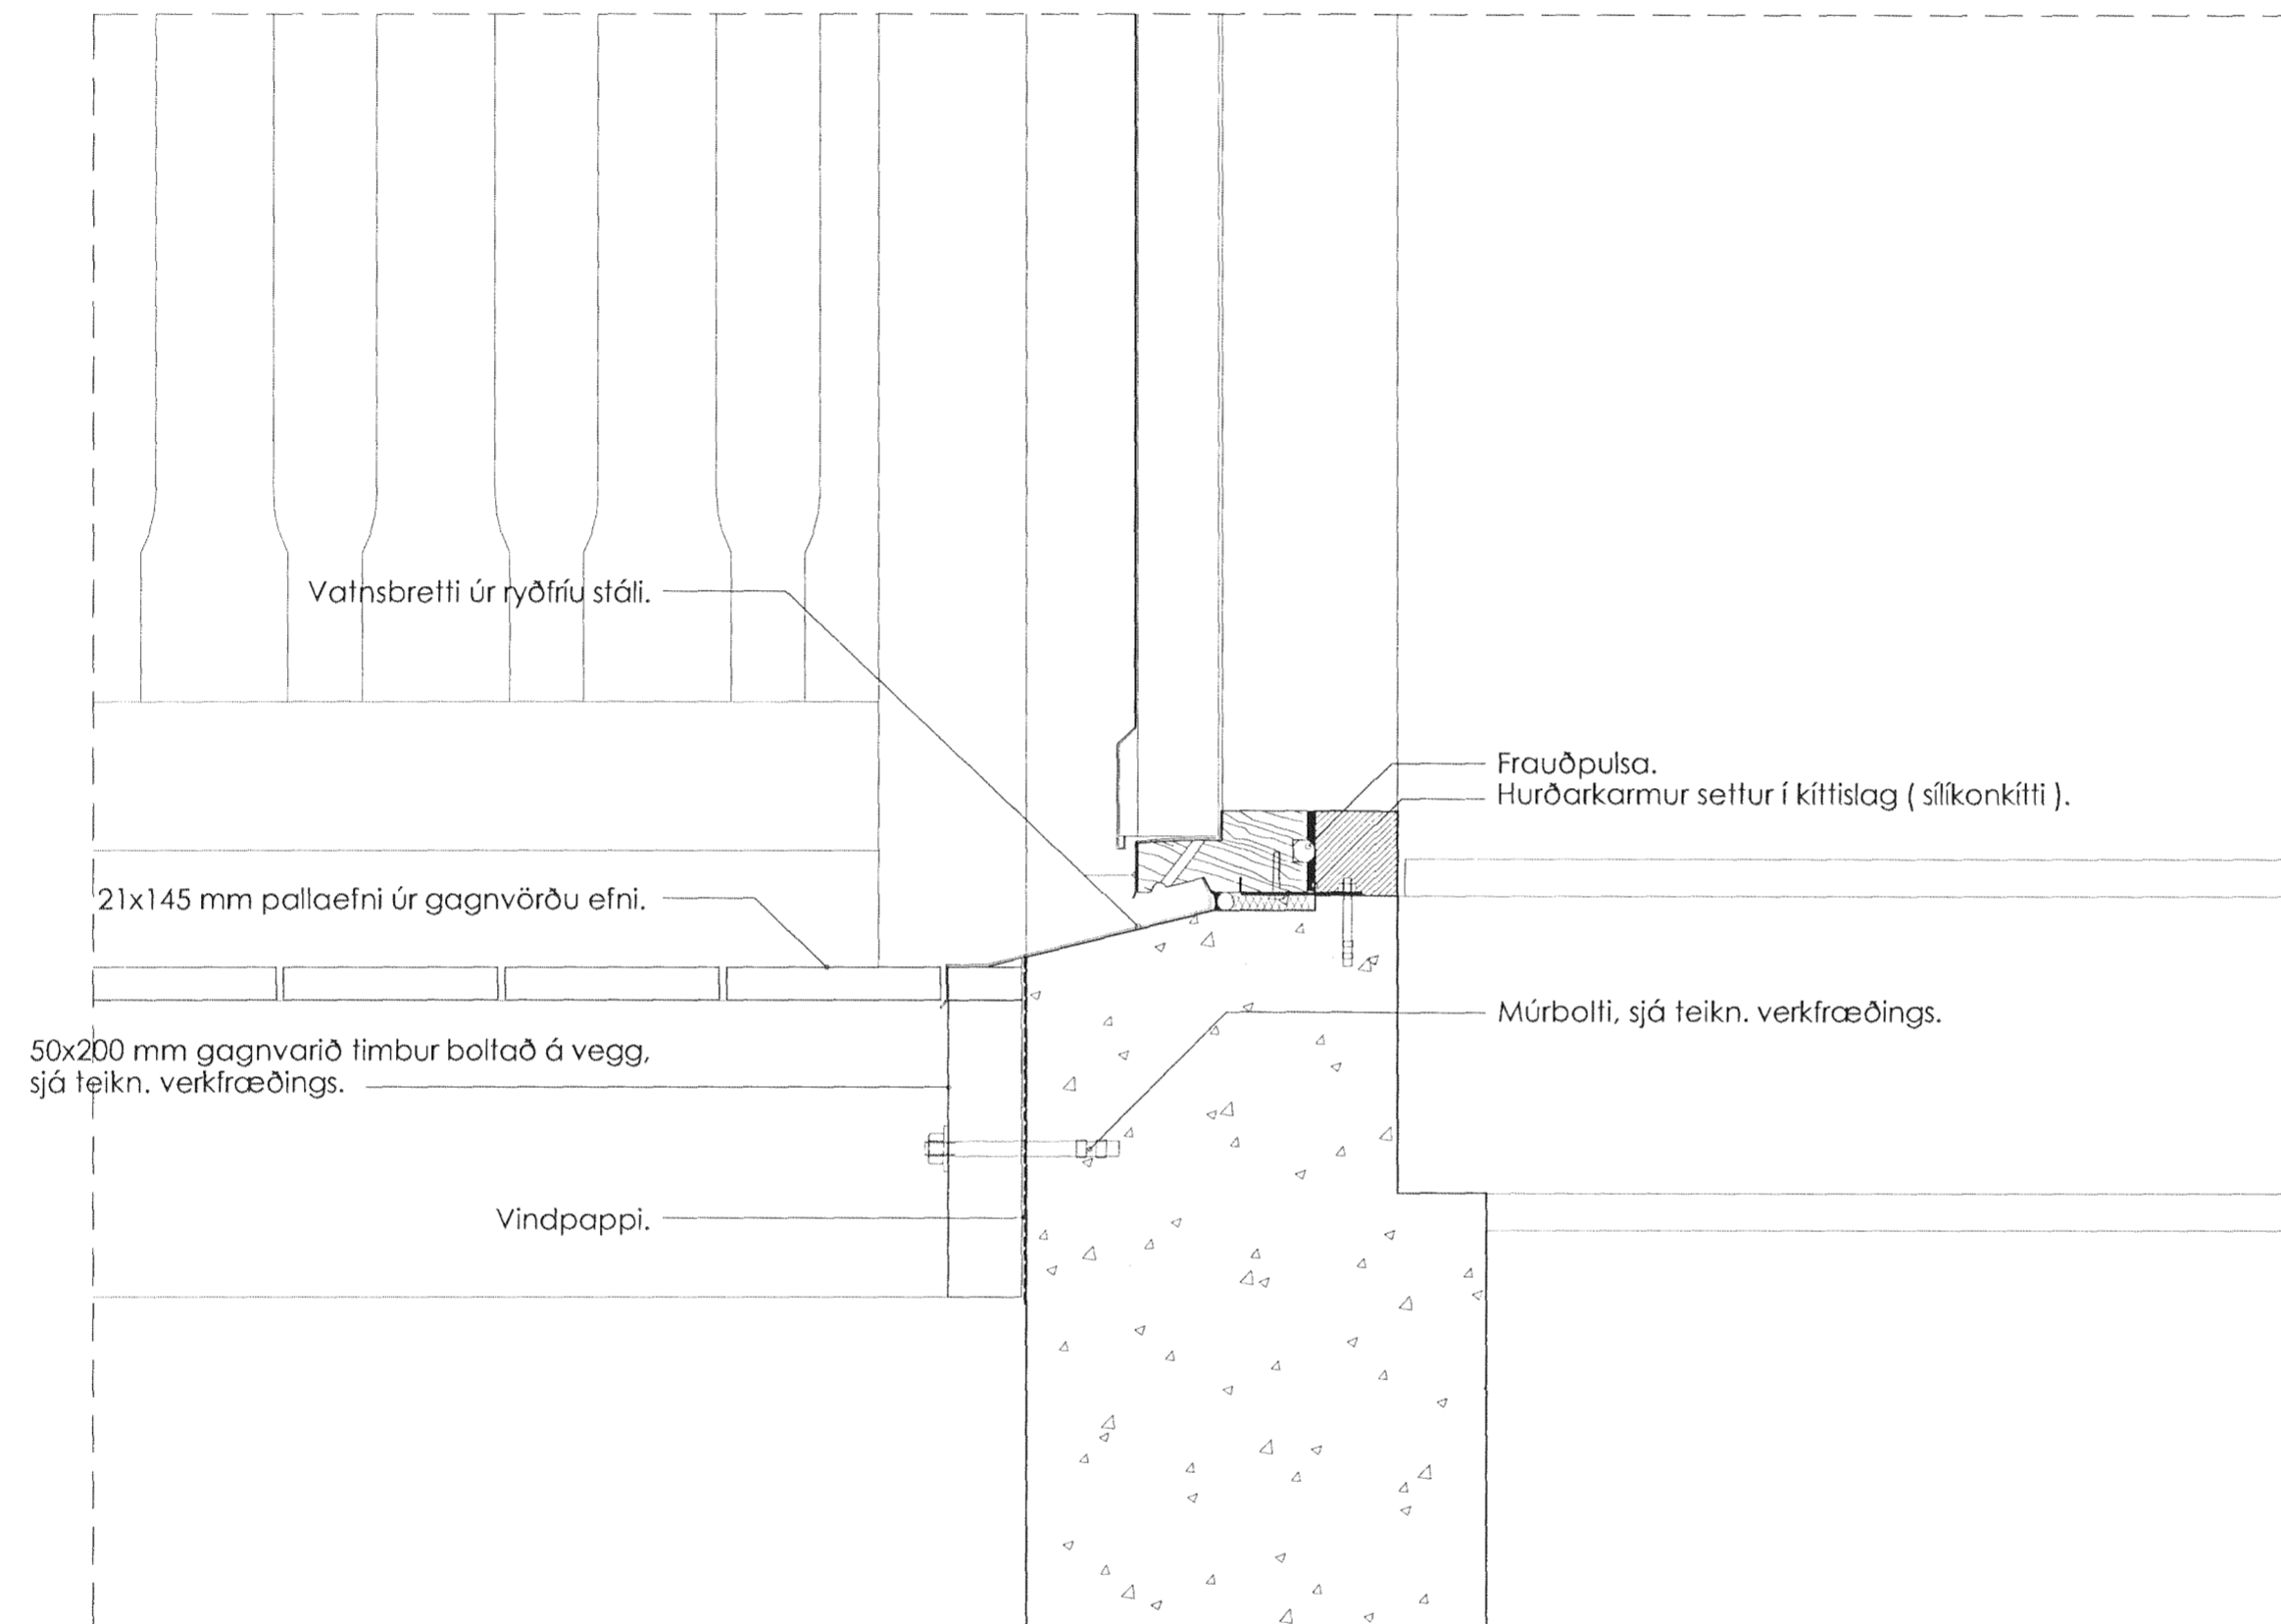 Vatnsbretti úr ryðfríu stáli.
Frauðpulsa.
Hurðarkarmur settur í kíttislag ( sílíkonkítti ).
21x145 mm pallaefni úr gagnvörðu efni.
Múrbolti, sjá teikn. verkfræðings.
50x200 mm gagnvarið timbur boltað á vegg,
sjá teikn. verkfræðings.
Vindpappi.